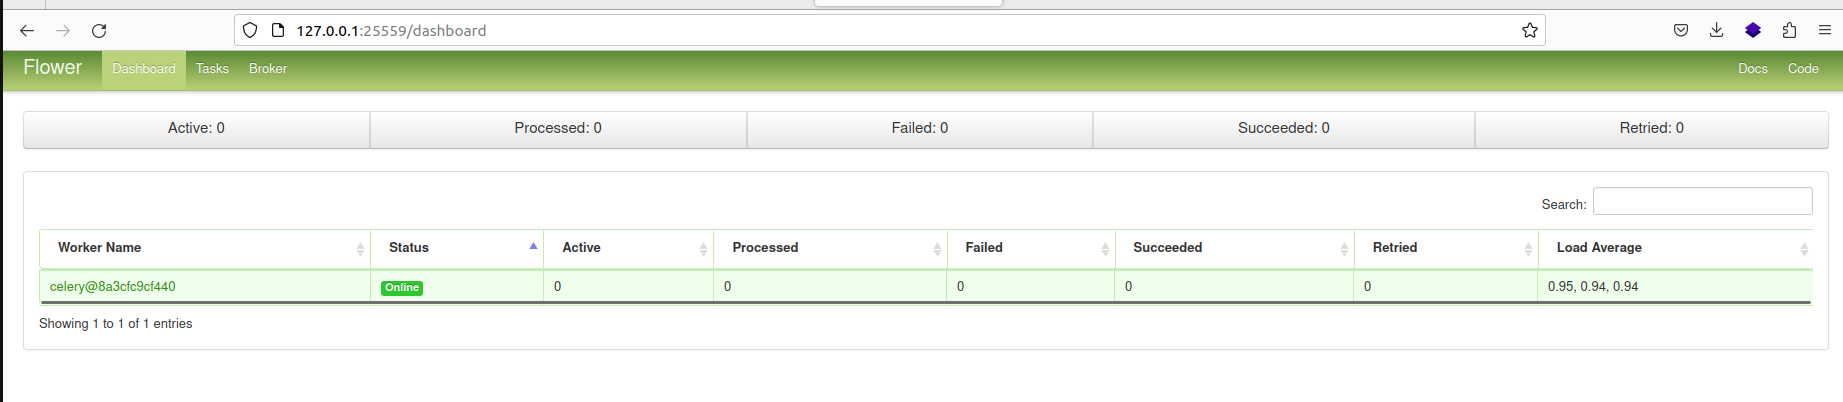 127.0.0.1:25559/dashboard
Flower Dashboard Tasks Broker Docs Code
Active: 0 Processed: 0 Failed: 0 Succeeded: 0 Retried: 0
Search:
Worker Name Status Active Processed Failed Succeeded Retried Load Average
celery@8a3cfc9cf440 Online 0 0 0 0 0 0.95, 0.94, 0.94
Showing 1 to 1 of 1 entries